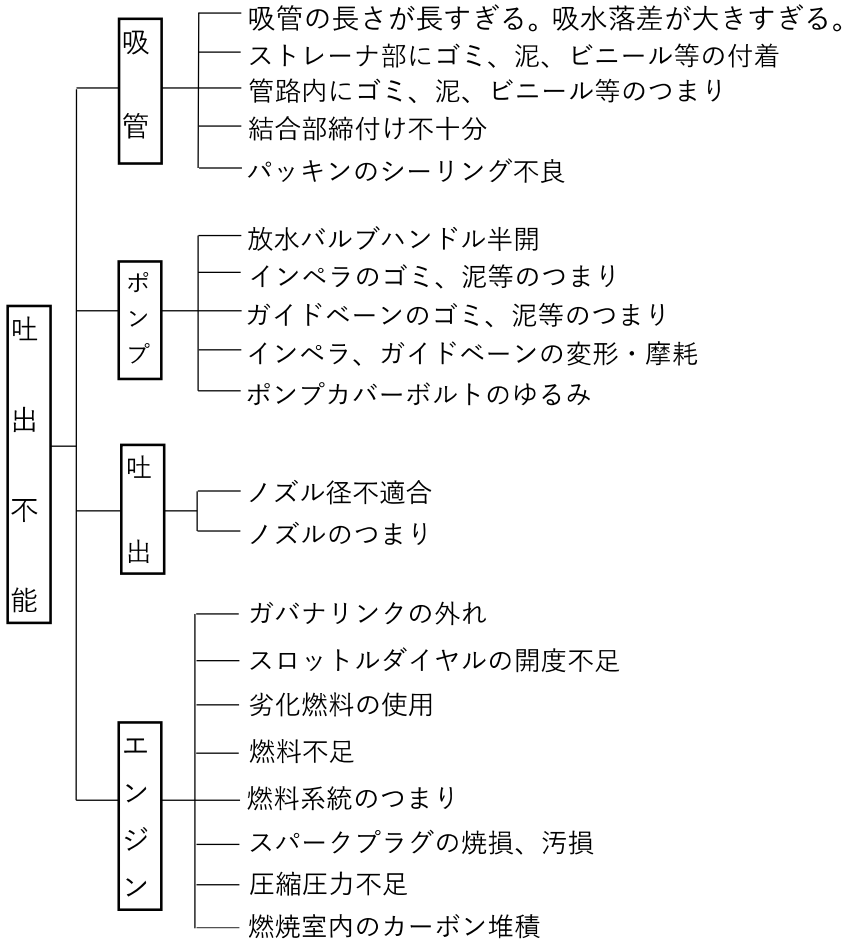 吐出不能
吸管
吸管の長さが長すぎる。吸水落差が大きすぎる。
ストレーナ部にゴミ、泥、ビニール等の付着
管路内にゴミ、泥、ビニール等のつまり
結合部締付け不十分
パッキンのシーリング不良
ポンプ
放水バルブハンドル半開
インペラのゴミ、泥等のつまり
ガイドベーンのゴミ、泥等のつまり
インペラ、ガイドベーンの変形・摩耗
ポンプカバーボルトのゆるみ
吐出
ノズル径不適合
ノズルのつまり
エンジン
ガバナリンクの外れ
スロットルダイヤルの開度不足
劣化燃料の使用
燃料不足
燃料系統のつまり
スパークプラグの焼損、汚損
圧縮圧力不足
燃焼室内のカーボン堆積